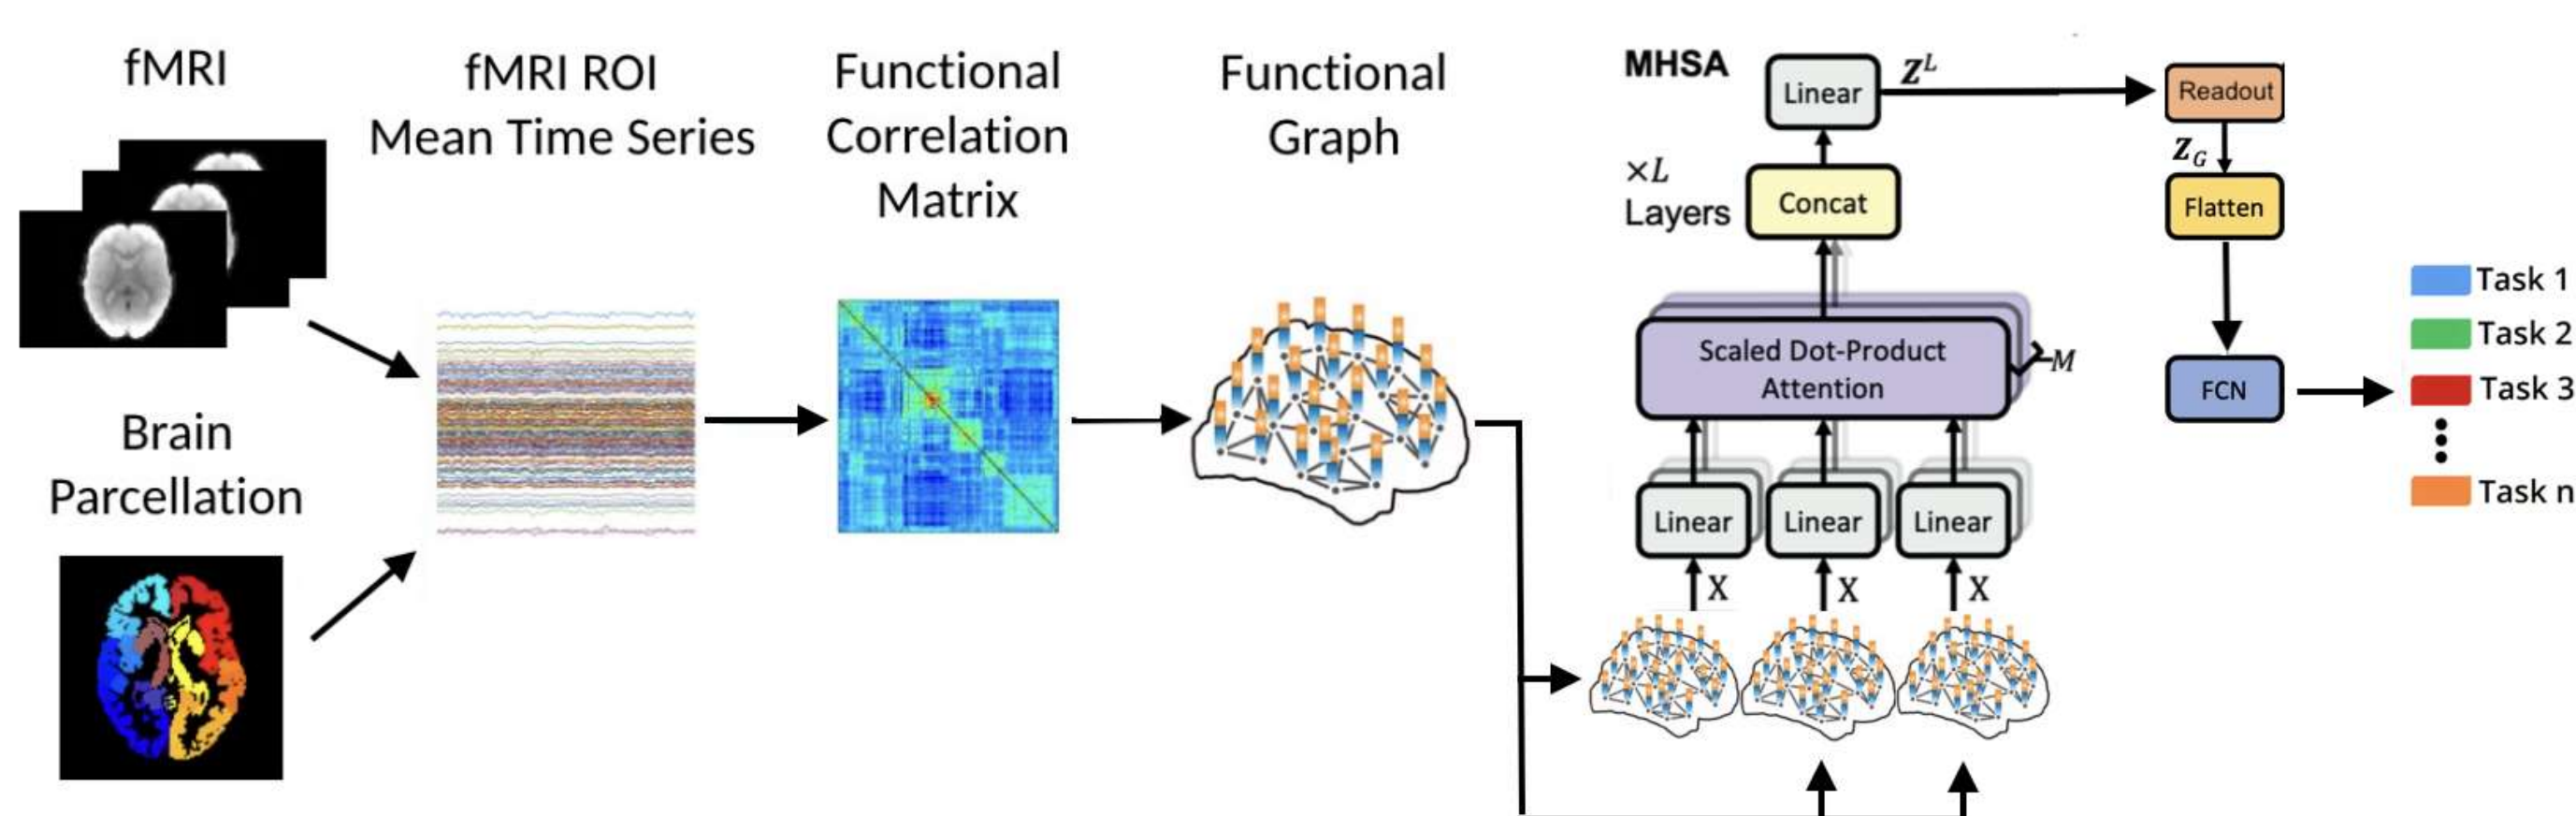 fMRI
Brain
Parcellation
fMRI ROI
Mean Time Series
Functional
Correlation
Matrix
Functional
Graph
MHSA
×L
Layers
Linear
Z^L
Concat
Scaled Dot-Product
Attention
M
Linear
Linear
Linear
X
X
X
Readout
Z_G
Flatten
FCN
Task 1
Task 2
Task 3
Task n